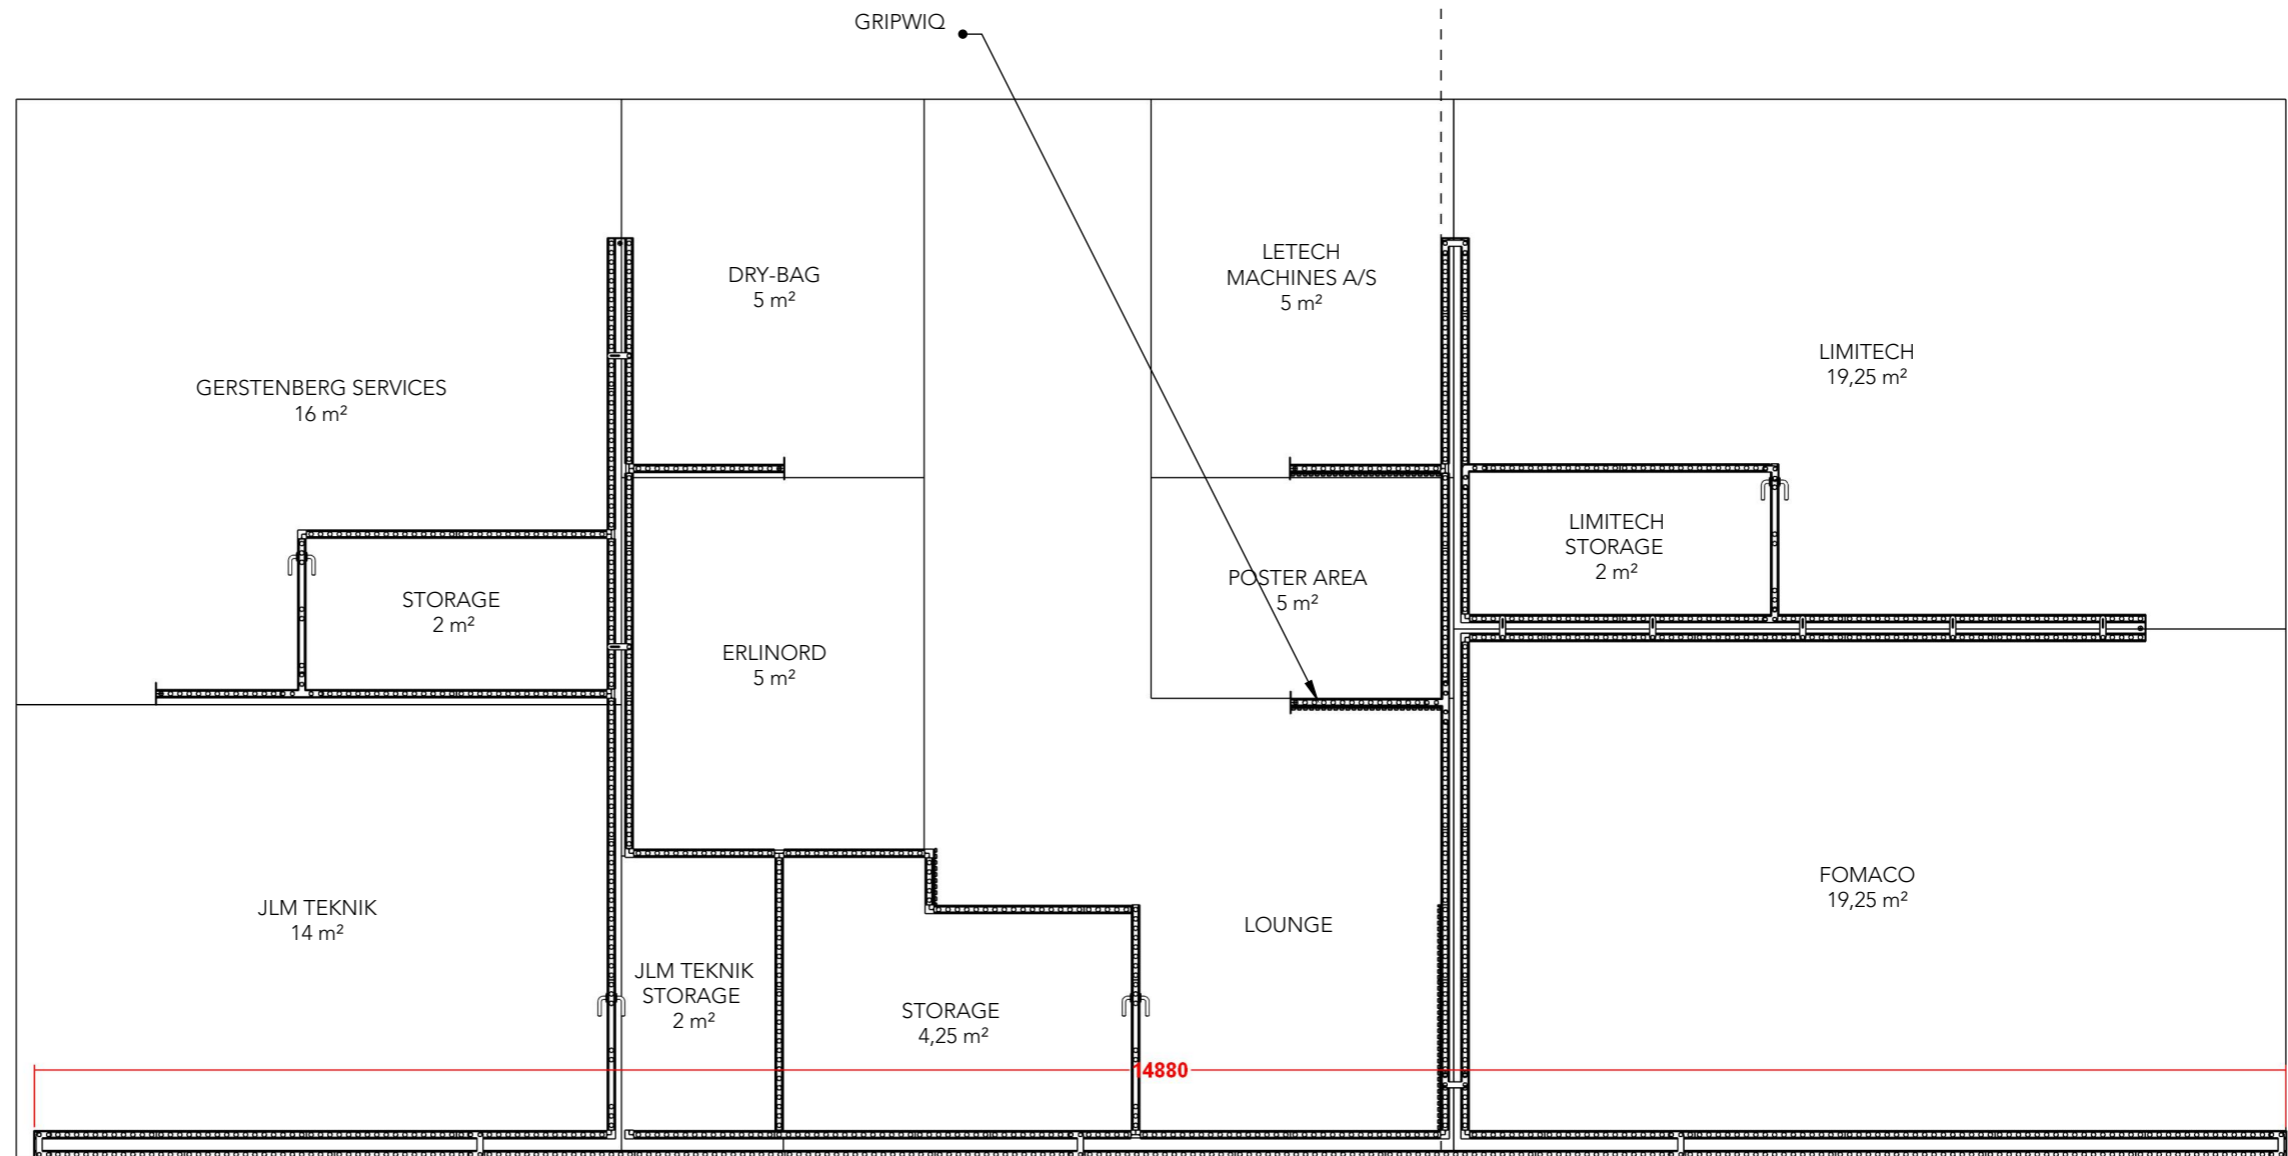 GRIPWIQ
LETECH
MACHINES A/S
5 m²
DRY-BAG
5 m²
LIMITECH
19,25 m²
GERSTENBERG SERVICES
16 m²
LIMITECH
STORAGE
2 m²
POSTER AREA
5 m²
STORAGE
2 m²
ERLINORD
5 m²
FOMACO
19,25 m²
JLM TEKNIK
14 m²
LOUNGE
JLM TEKNIK
STORAGE
2 m²
STORAGE
4,25 m²
14880